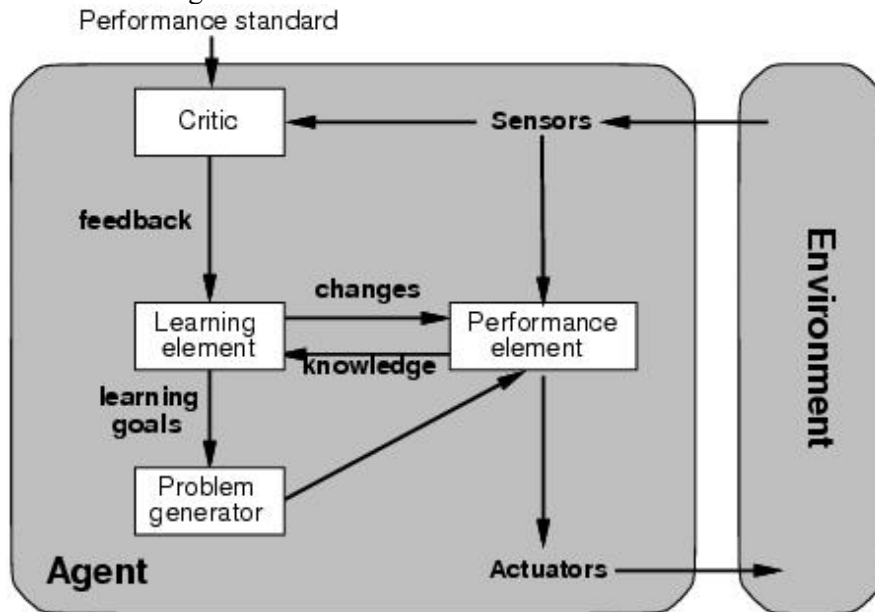 Performance standard
Critic
Sensors
feedback
changes
Learning
element
Performance
element
knowledge
learning
goals
Problem
generator
Agent
Actuators
Environment